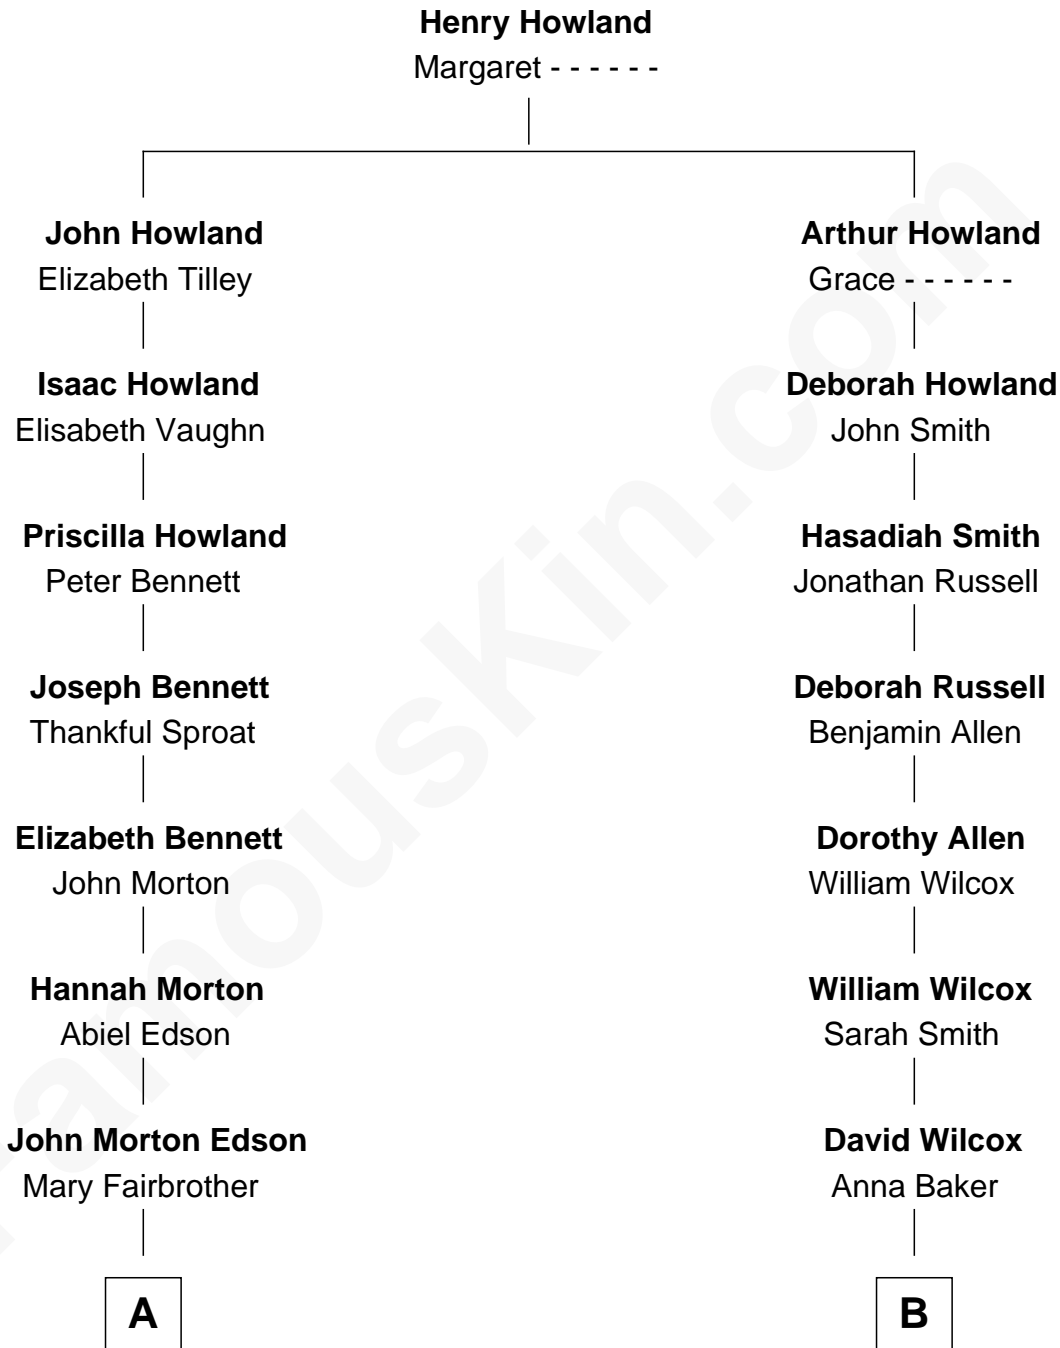 Henry Howland
Margaret - - - - - -
John Howland
Elizabeth Tilley
Arthur Howland
Grace - - - - - -
Isaac Howland
Elisabeth Vaughn
Deborah Howland
John Smith
Priscilla Howland
Peter Bennett
Hasadiah Smith
Jonathan Russell
Joseph Bennett
Thankful Sproat
Deborah Russell
Benjamin Allen
Elizabeth Bennett
John Morton
Dorothy Allen
William Wilcox
Hannah Morton
Abiel Edson
William Wilcox
Sarah Smith
John Morton Edson
Mary Fairbrother
David Wilcox
Anna Baker
A
B
FamousKin.com